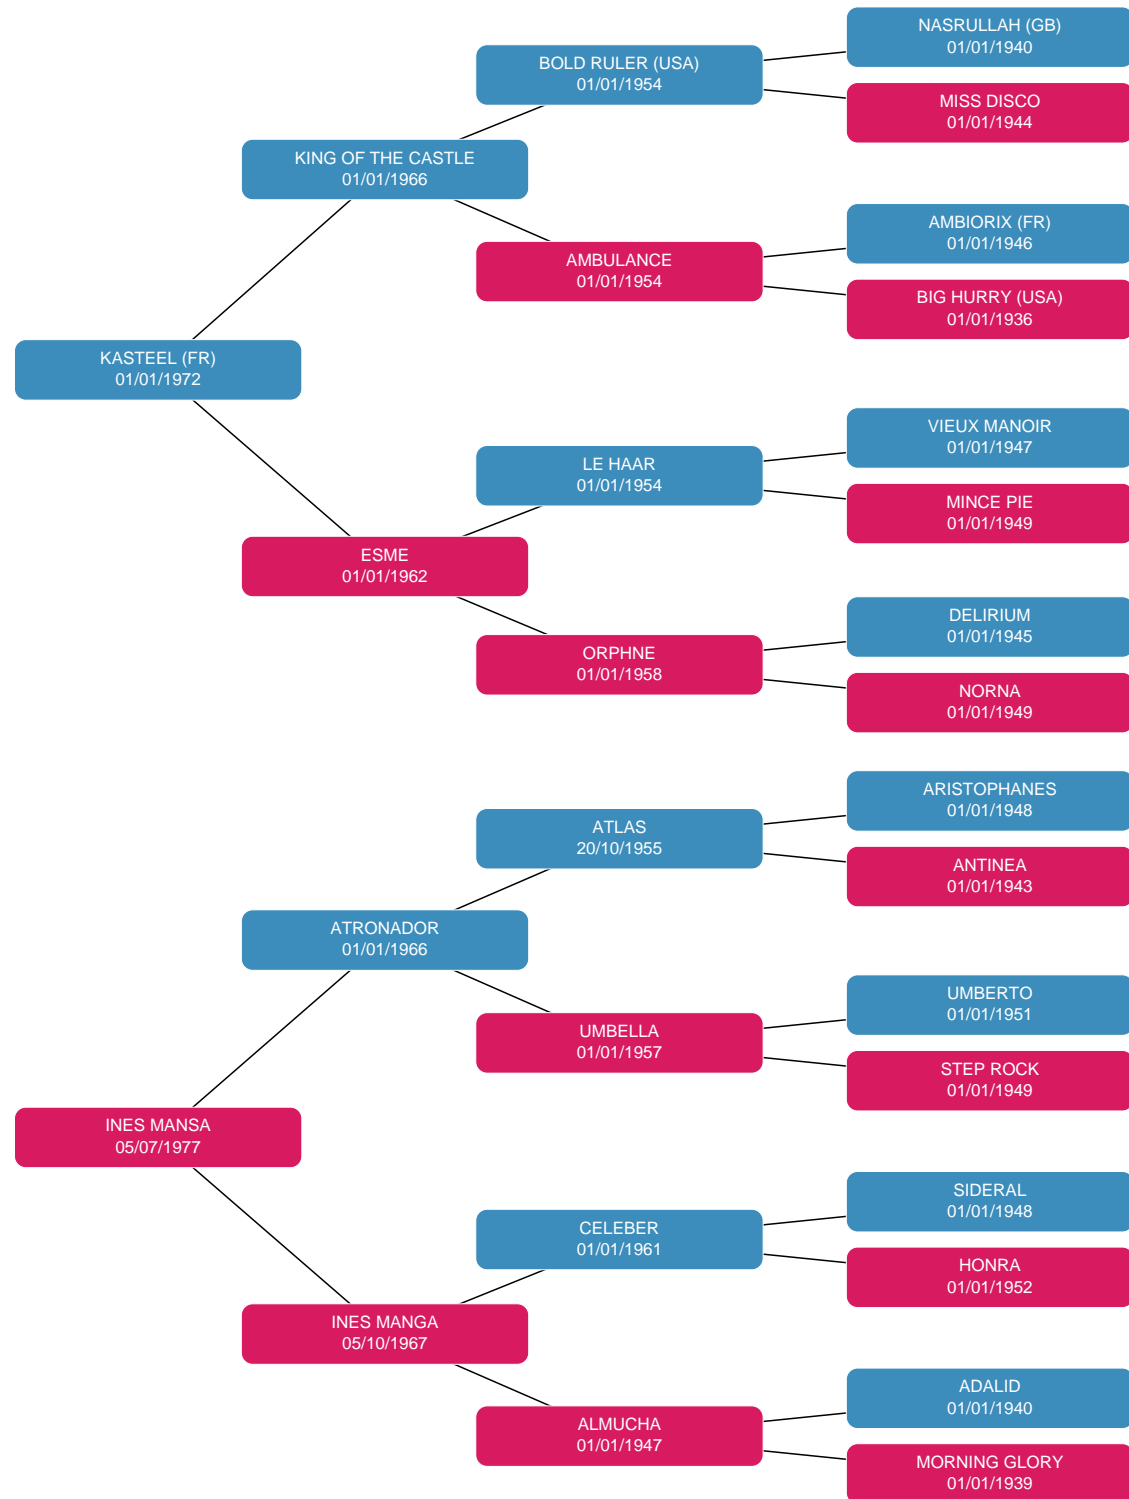 NASRULLAH (GB)
01/01/1940
BOLD RULER (USA)
01/01/1954
MISS DISCO
01/01/1944
KING OF THE CASTLE
01/01/1966
AMBIORIX (FR)
01/01/1946
AMBULANCE
01/01/1954
BIG HURRY (USA)
01/01/1936
KASTEEL (FR)
01/01/1972
VIEUX MANOIR
01/01/1947
LE HAAR
01/01/1954
MINCE PIE
01/01/1949
ESME
01/01/1962
DELIRIUM
01/01/1945
ORPHNE
01/01/1958
NORNA
01/01/1949
ARISTOPHANES
01/01/1948
ATLAS
20/10/1955
ANTINEA
01/01/1943
ATRONADOR
01/01/1966
UMBERTO
01/01/1951
UMBELLA
01/01/1957
STEP ROCK
01/01/1949
INES MANSA
05/07/1977
SIDERAL
01/01/1948
CELEBER
01/01/1961
HONRA
01/01/1952
INES MANGA
05/10/1967
ADALID
01/01/1940
ALMUCHA
01/01/1947
MORNING GLORY
01/01/1939